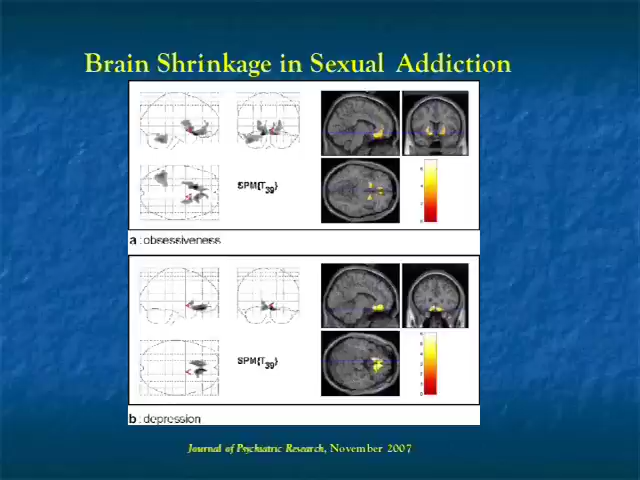 Brain Shrinkage in Sexual Addiction
SPM{T39}
a : obsessiveness
SPM{T39}
b : depression
Journal of Psychiatric Research, November 2007